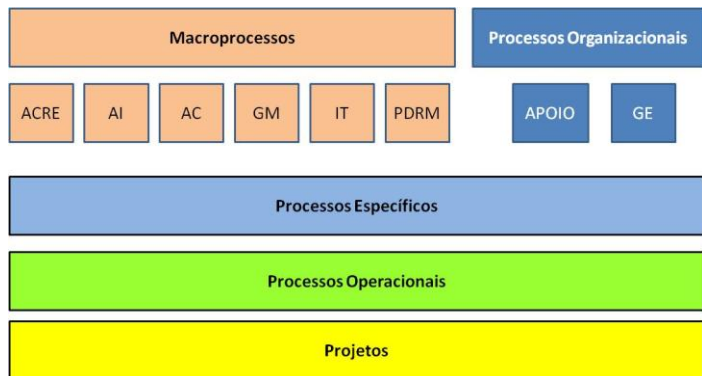 Macroprocessos
Processos Organizacionais
ACRE
AI
AC
GM
IT
PDRM
APOIO
GE
Processos Específicos
Processos Operacionais
Projetos